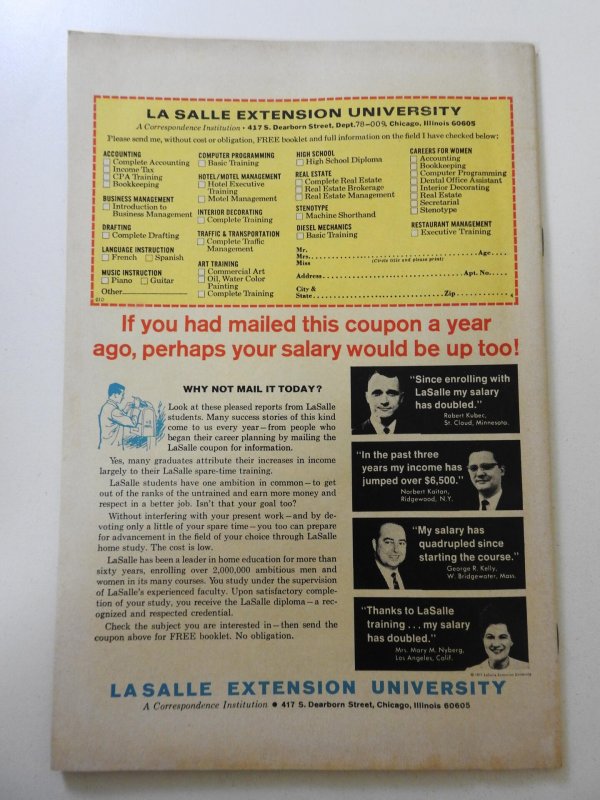 LA SALLE EXTENSION UNIVERSITY
A Correspondence Institution • 417 S. Dearborn Street, Dept. 78-009, Chicago, Illinois 60605
Please send me, without cost or obligation, FREE booklet and full information on the field I have checked below:
ACCOUNTING
Complete Accounting
Income Tax
CPA Training
Bookkeeping
BUSINESS MANAGEMENT
Introduction to
Business Management
DRAFTING
Complete Drafting
LANGUAGE INSTRUCTION
French Spanish
MUSIC INSTRUCTION
Piano Guitar
Other
COMPUTER PROGRAMMING
Basic Training
HOTEL/MOTEL MANAGEMENT
Hotel Executive
Training
Motel Management
INTERIOR DECORATING
Complete Training
TRAFFIC & TRANSPORTATION
Complete Traffic
Management
ART TRAINING
Commercial Art
Oil, Water Color
Painting
Complete Training
HIGH SCHOOL
High School Diploma
REAL ESTATE
Complete Real Estate
Real Estate Brokerage
Real Estate Management
STENOTYPE
Machine Shorthand
DIESEL MECHANICS
Basic Training
CAREERS FOR WOMEN
Accounting
Bookkeeping
Computer Programming
Dental Office Assistant
Interior Decorating
Real Estate
Secretarial
Stenotype
RESTAURANT MANAGEMENT
Executive Training
Mr.
Mrs. Age
Miss (Circle title and please print)
Address Apt. No.
City &
State Zip
If you had mailed this coupon a year
ago, perhaps your salary would be up too!
WHY NOT MAIL IT TODAY?
Look at these pleased reports from LaSalle
students. Many success stories of this kind
come to us every year—from people who
began their career planning by mailing the
LaSalle coupon for information.
Yes, many graduates attribute their increases in income
largely to their LaSalle spare-time training.
LaSalle students have one ambition in common—to get
out of the ranks of the untrained and earn more money and
respect in a better job. Isn't that your goal too?
Without interfering with your present work—and by de-
voting only a little of your spare time—you too can prepare
for advancement in the field of your choice through LaSalle
home study. The cost is low.
LaSalle has been a leader in home education for more than
sixty years, enrolling over 2,000,000 ambitious men and
women in its many courses. You study under the supervision
of LaSalle's experienced faculty. Upon satisfactory comple-
tion of your study, you receive the LaSalle diploma—a rec-
ognized and respected credential.
Check the subject you are interested in—then send the
coupon above for FREE booklet. No obligation.
"Since enrolling with
LaSalle my salary
has doubled."
Robert Kubec,
St. Cloud, Minnesota.
"In the past three
years my income has
jumped over $6,500."
Norbert Kaitan,
Ridgewood, N.Y.
"My salary has
quadrupled since
starting the course."
George R. Kelly,
W. Bridgewater, Mass.
"Thanks to LaSalle
training . . . my salary
has doubled."
Mrs. Mary M. Nyberg,
Los Angeles, Calif.
LASALLE EXTENSION UNIVERSITY
A Correspondence Institution • 417 S. Dearborn Street, Chicago, Illinois 60605